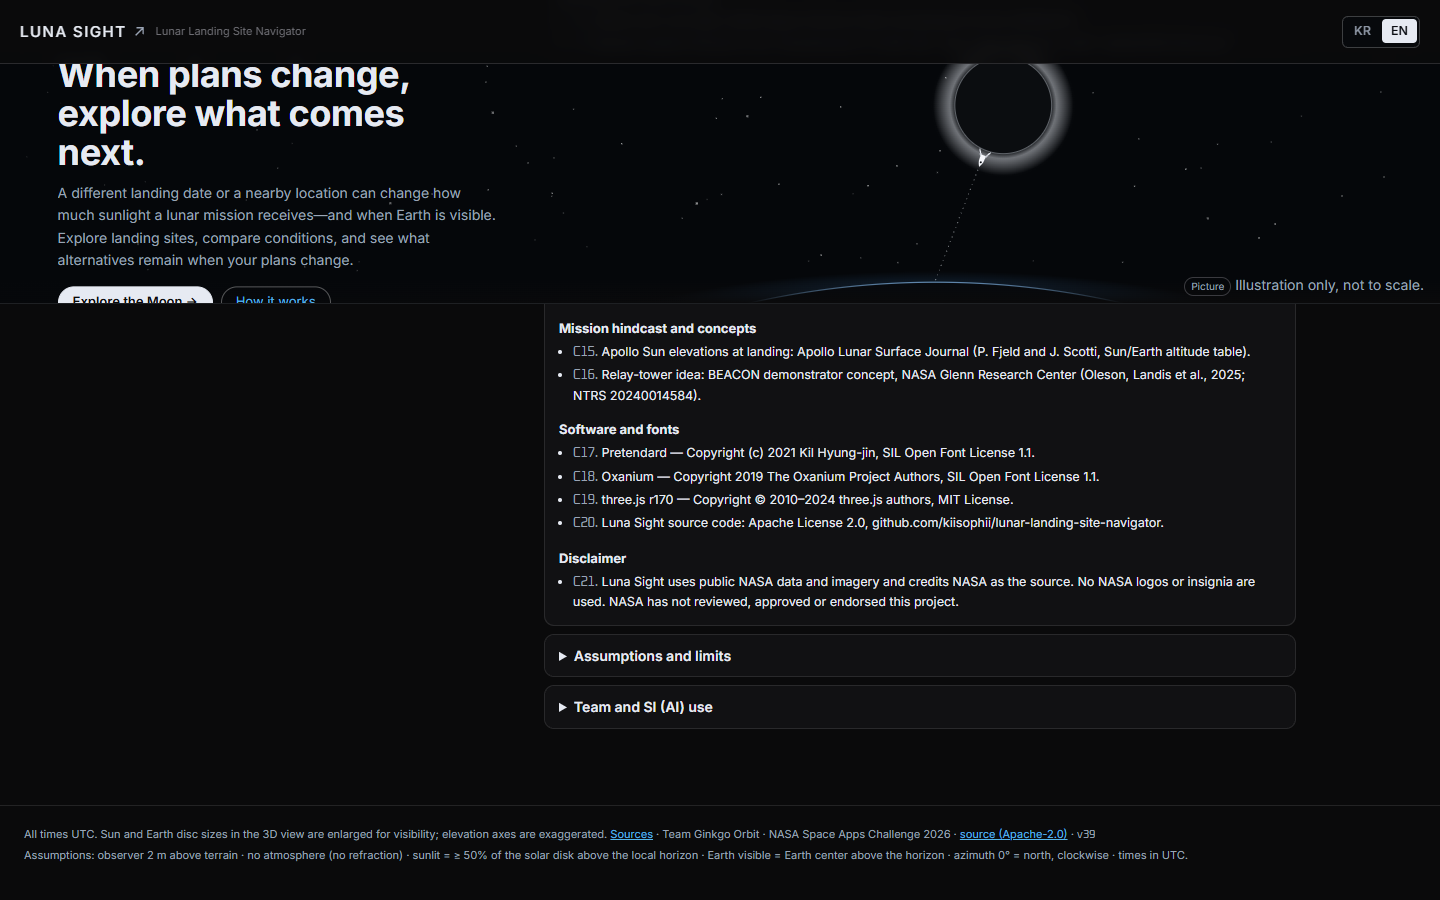 LUNA SIGHT ↗ Lunar Landing Site Navigator
KR EN
When plans change,
explore what comes
next.
A different landing date or a nearby location can change how
much sunlight a lunar mission receives—and when Earth is visible.
Explore landing sites, compare conditions, and see what
alternatives remain when your plans change.
Explore the Moon →
How it works
Picture Illustration only, not to scale.
Mission hindcast and concepts
• C15. Apollo Sun elevations at landing: Apollo Lunar Surface Journal (P. Fjeld and J. Scotti, Sun/Earth altitude table).
• C16. Relay-tower idea: BEACON demonstrator concept, NASA Glenn Research Center (Oleson, Landis et al., 2025;
NTRS 20240014584).
Software and fonts
• C17. Pretendard — Copyright (c) 2021 Kil Hyung-jin, SIL Open Font License 1.1.
• C18. Oxanium — Copyright 2019 The Oxanium Project Authors, SIL Open Font License 1.1.
• C19. three.js r170 — Copyright © 2010–2024 three.js authors, MIT License.
• C20. Luna Sight source code: Apache License 2.0, github.com/kiisophii/lunar-landing-site-navigator.
Disclaimer
• C21. Luna Sight uses public NASA data and imagery and credits NASA as the source. No NASA logos or insignia are
used. NASA has not reviewed, approved or endorsed this project.
▶ Assumptions and limits
▶ Team and SI (AI) use
All times UTC. Sun and Earth disc sizes in the 3D view are enlarged for visibility; elevation axes are exaggerated. Sources · Team Ginkgo Orbit · NASA Space Apps Challenge 2026 · source (Apache-2.0) · v39
Assumptions: observer 2 m above terrain · no atmosphere (no refraction) · sunlit = ≥ 50% of the solar disk above the local horizon · Earth visible = Earth center above the horizon · azimuth 0° = north, clockwise · times in UTC.